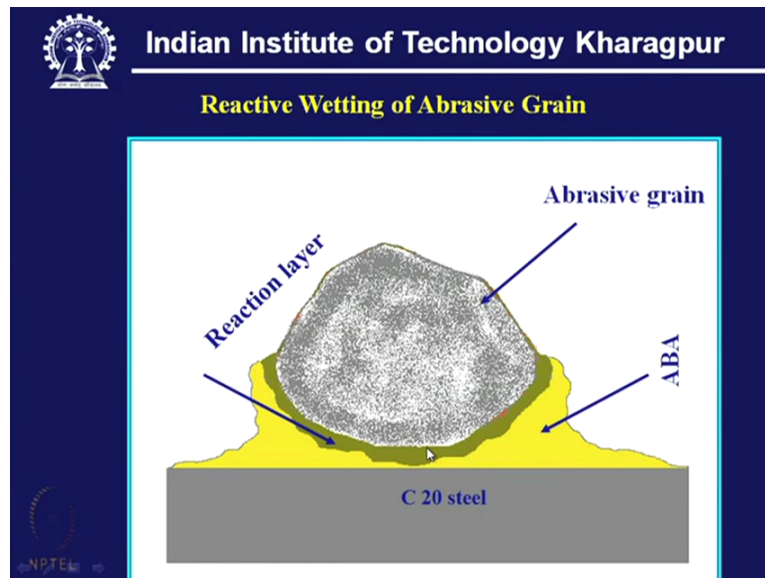 Indian Institute of Technology Kharagpur
Reactive Wetting of Abrasive Grain
Abrasive grain
Reaction layer
ABA
C 20 steel
NPTEL